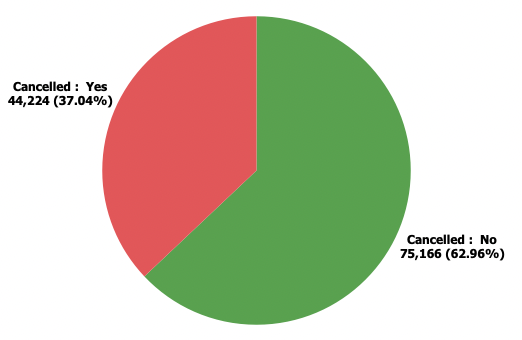 Cancelled :  Yes
44,224 (37.04%)
Cancelled :  No
75,166 (62.96%)